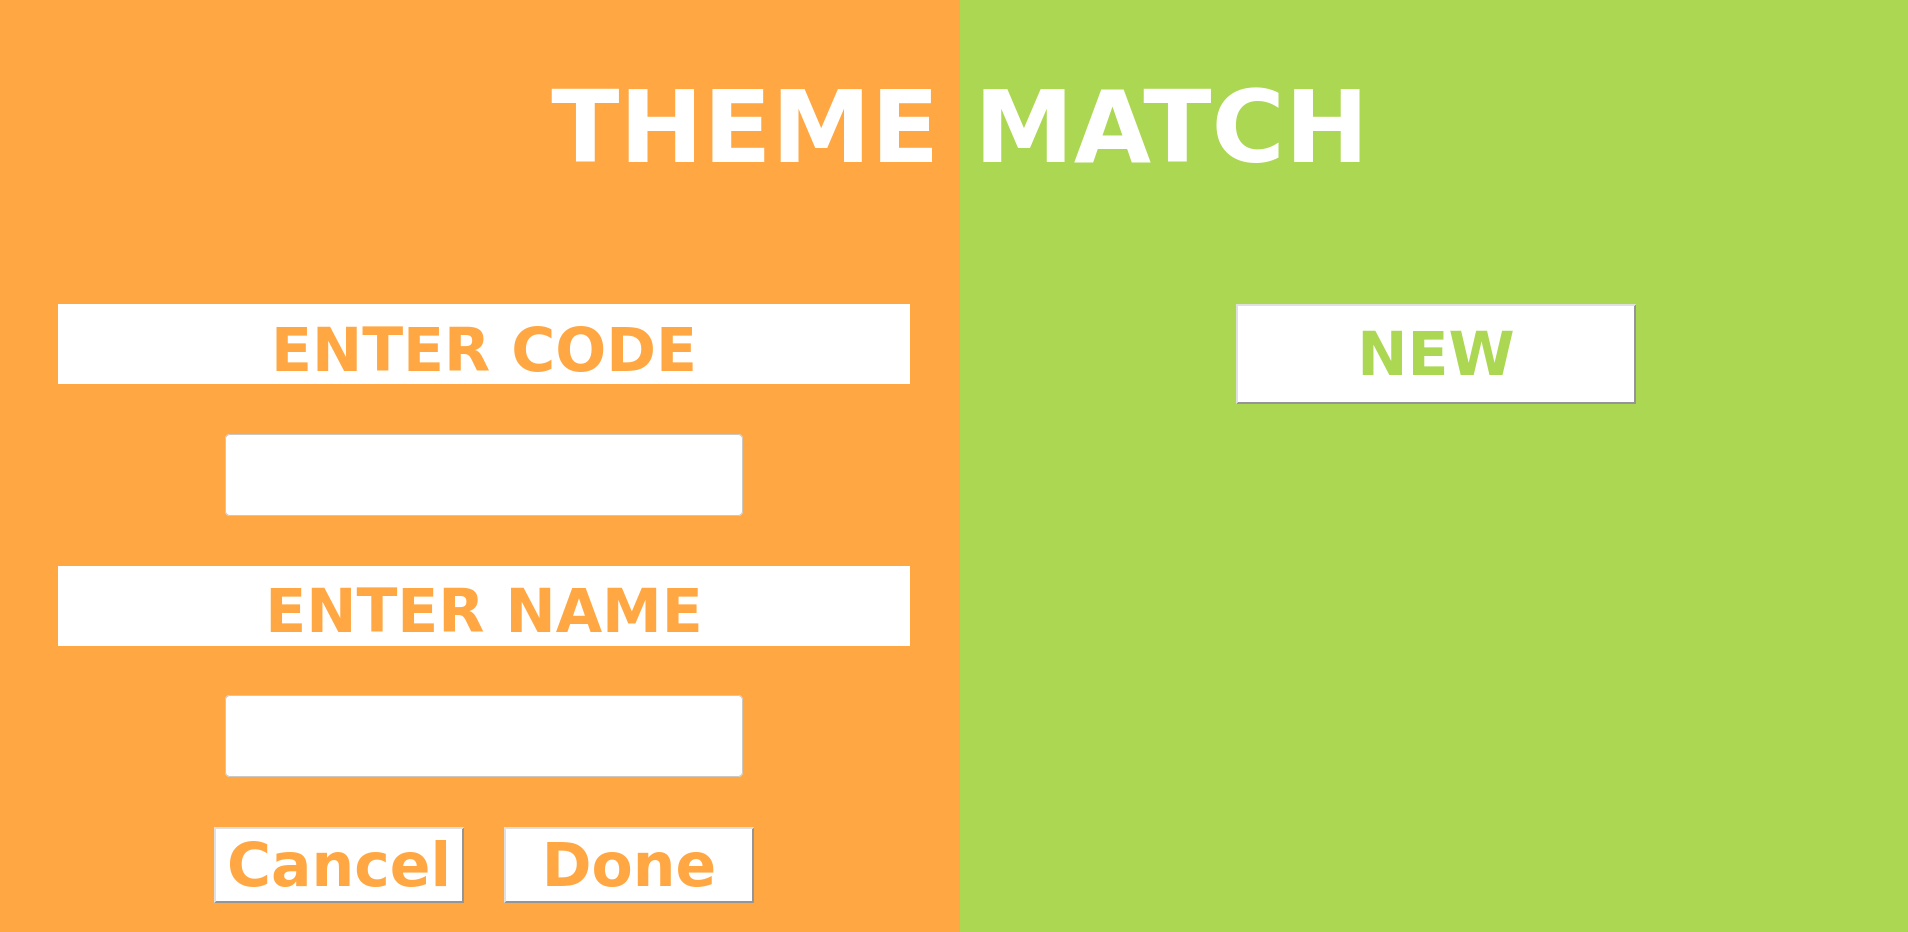 THEME MATCH
ENTER CODE
ENTER NAME
Cancel Done
NEW